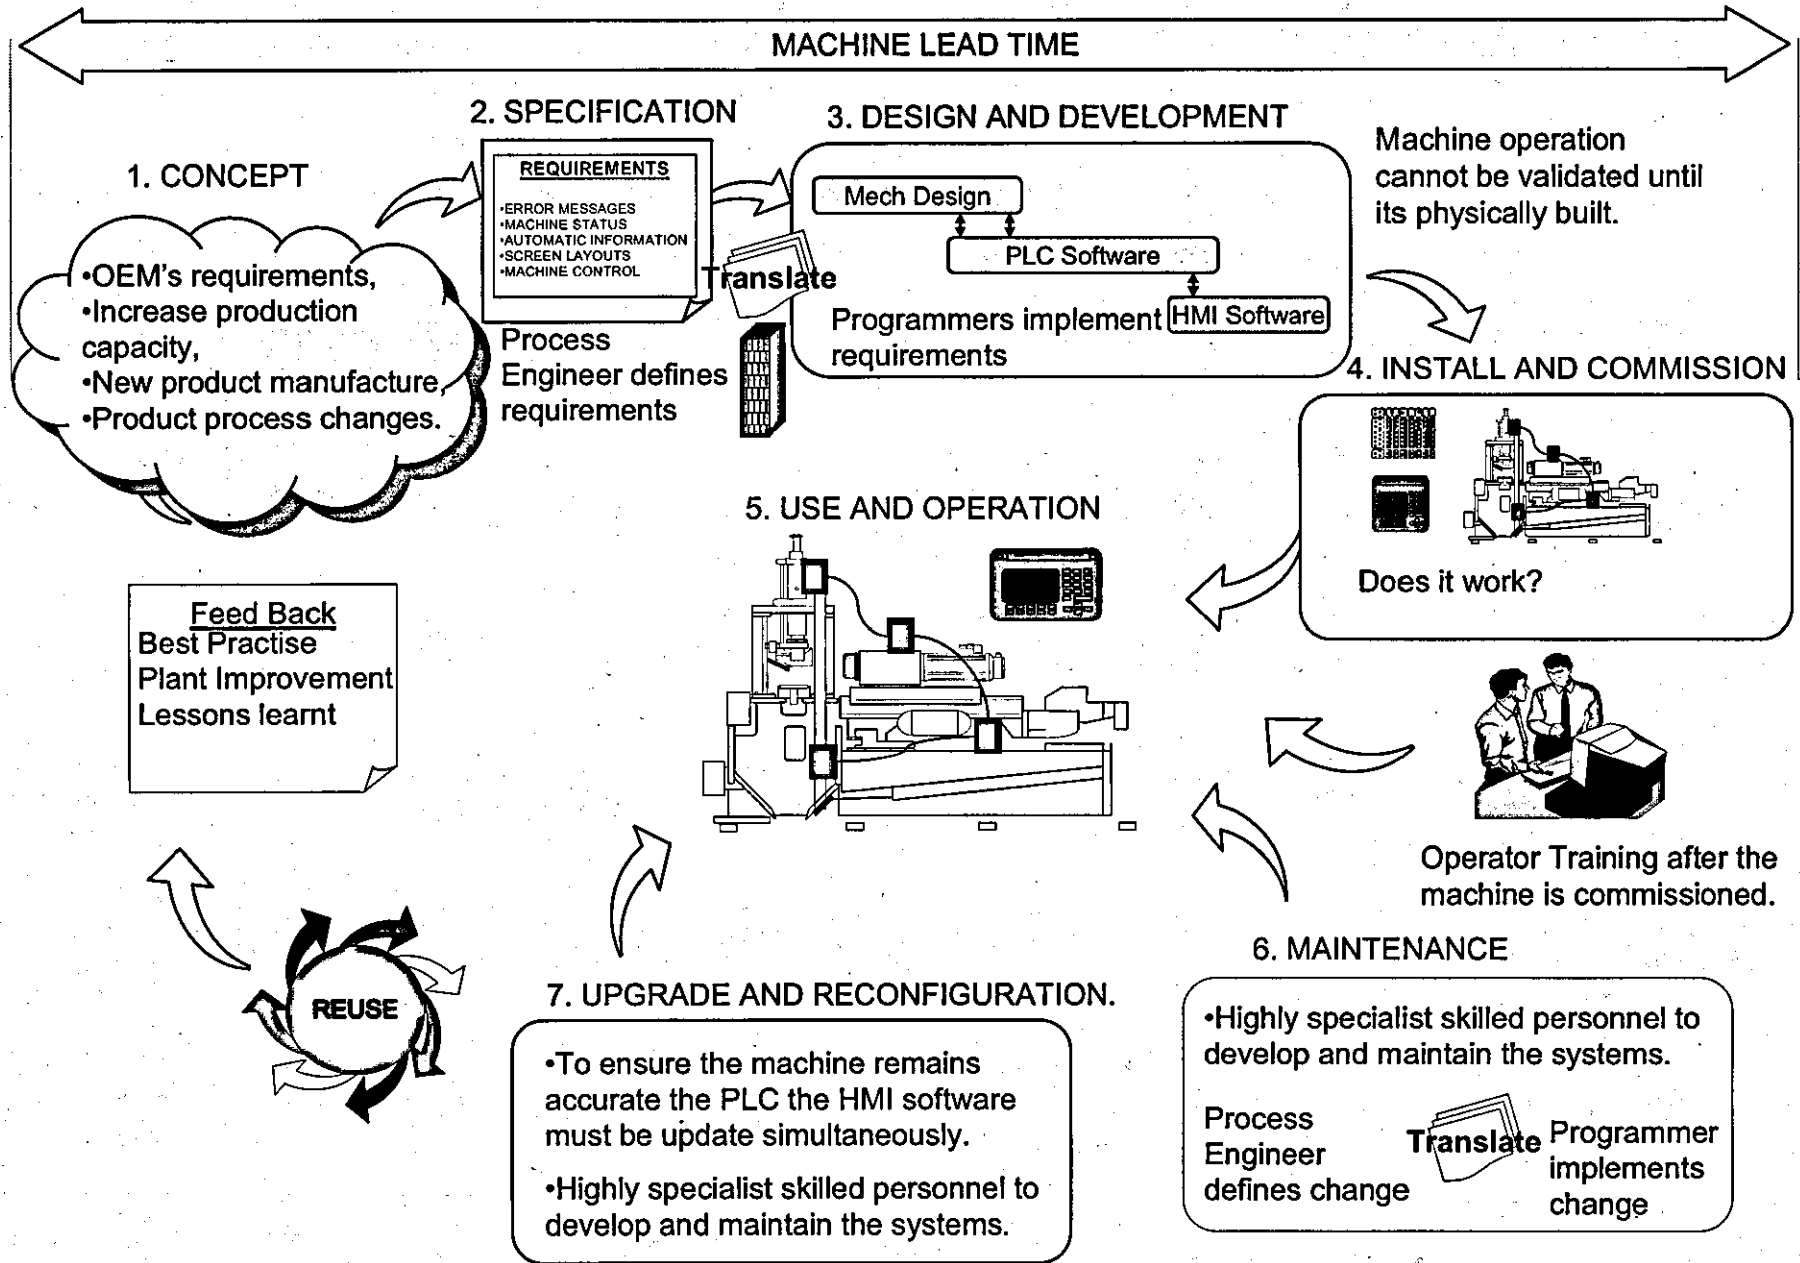 MACHINE LEAD TIME
1. CONCEPT
•OEM's requirements,
•Increase production
capacity,
•New product manufacture,
•Product process changes.
2. SPECIFICATION
REQUIREMENTS
•ERROR MESSAGES
•MACHINE STATUS
•AUTOMATIC INFORMATION
•SCREEN LAYOUTS
•MACHINE CONTROL
Process
Engineer defines
requirements
Translate
3. DESIGN AND DEVELOPMENT
Mech Design
PLC Software
HMI Software
Programmers implement
requirements
Machine operation
cannot be validated until
its physically built.
4. INSTALL AND COMMISSION
Does it work?
5. USE AND OPERATION
Operator Training after the
machine is commissioned.
6. MAINTENANCE
•Highly specialist skilled personnel to
develop and maintain the systems.
Process
Engineer
defines change
Translate
Programmer
implements
change
7. UPGRADE AND RECONFIGURATION.
•To ensure the machine remains
accurate the PLC the HMI software
must be update simultaneously.
•Highly specialist skilled personnel to
develop and maintain the systems.
REUSE
Feed Back
Best Practise
Plant Improvement
Lessons learnt